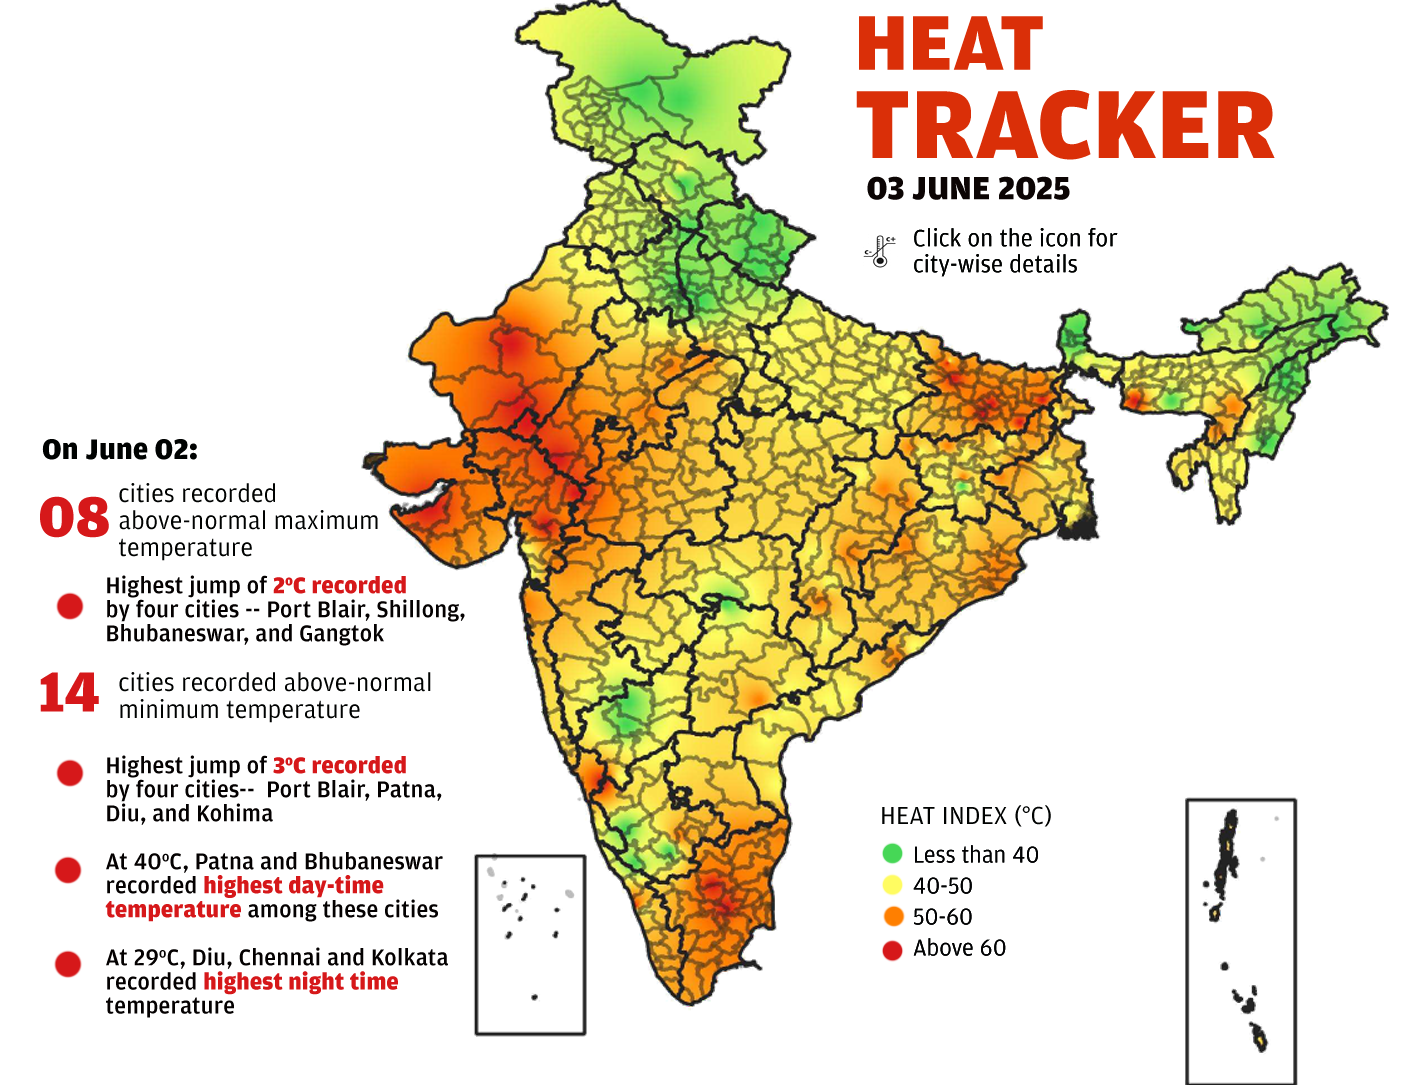 HEAT
TRACKER
03 JUNE 2025
c+
c-
Click on the icon for
city-wise details
On June 02:
08
cities recorded
above-normal maximum
temperature
Highest jump of 2ºC recorded
by four cities -- Port Blair, Shillong,
Bhubaneswar, and Gangtok
14
cities recorded above-normal
minimum temperature
Highest jump of 3ºC recorded
by four cities-- Port Blair, Patna,
Diu, and Kohima
At 40ºC, Patna and Bhubaneswar
recorded highest day-time
temperature among these cities
At 29ºC, Diu, Chennai and Kolkata
recorded highest night time
temperature
HEAT INDEX (°C)
Less than 40
40-50
50-60
Above 60